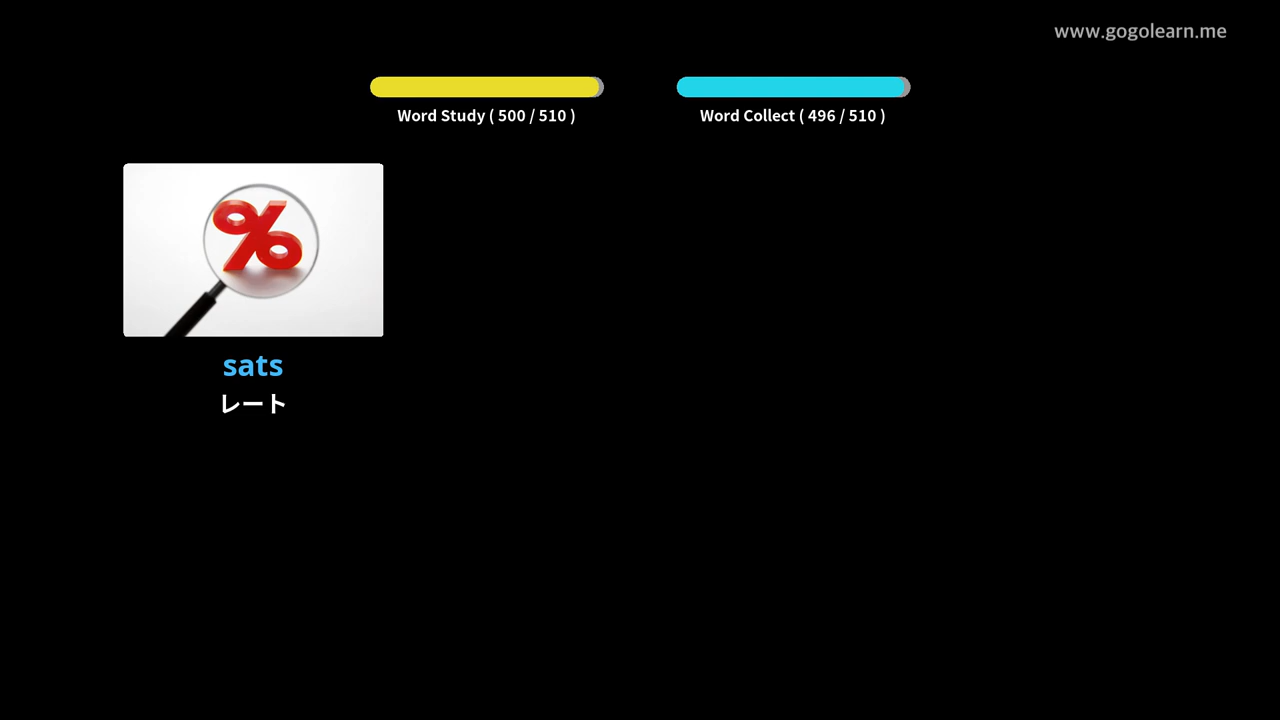 www.gogolearn.me
Word Study ( 500 / 510 )
Word Collect ( 496 / 510 )
%
sats
レート